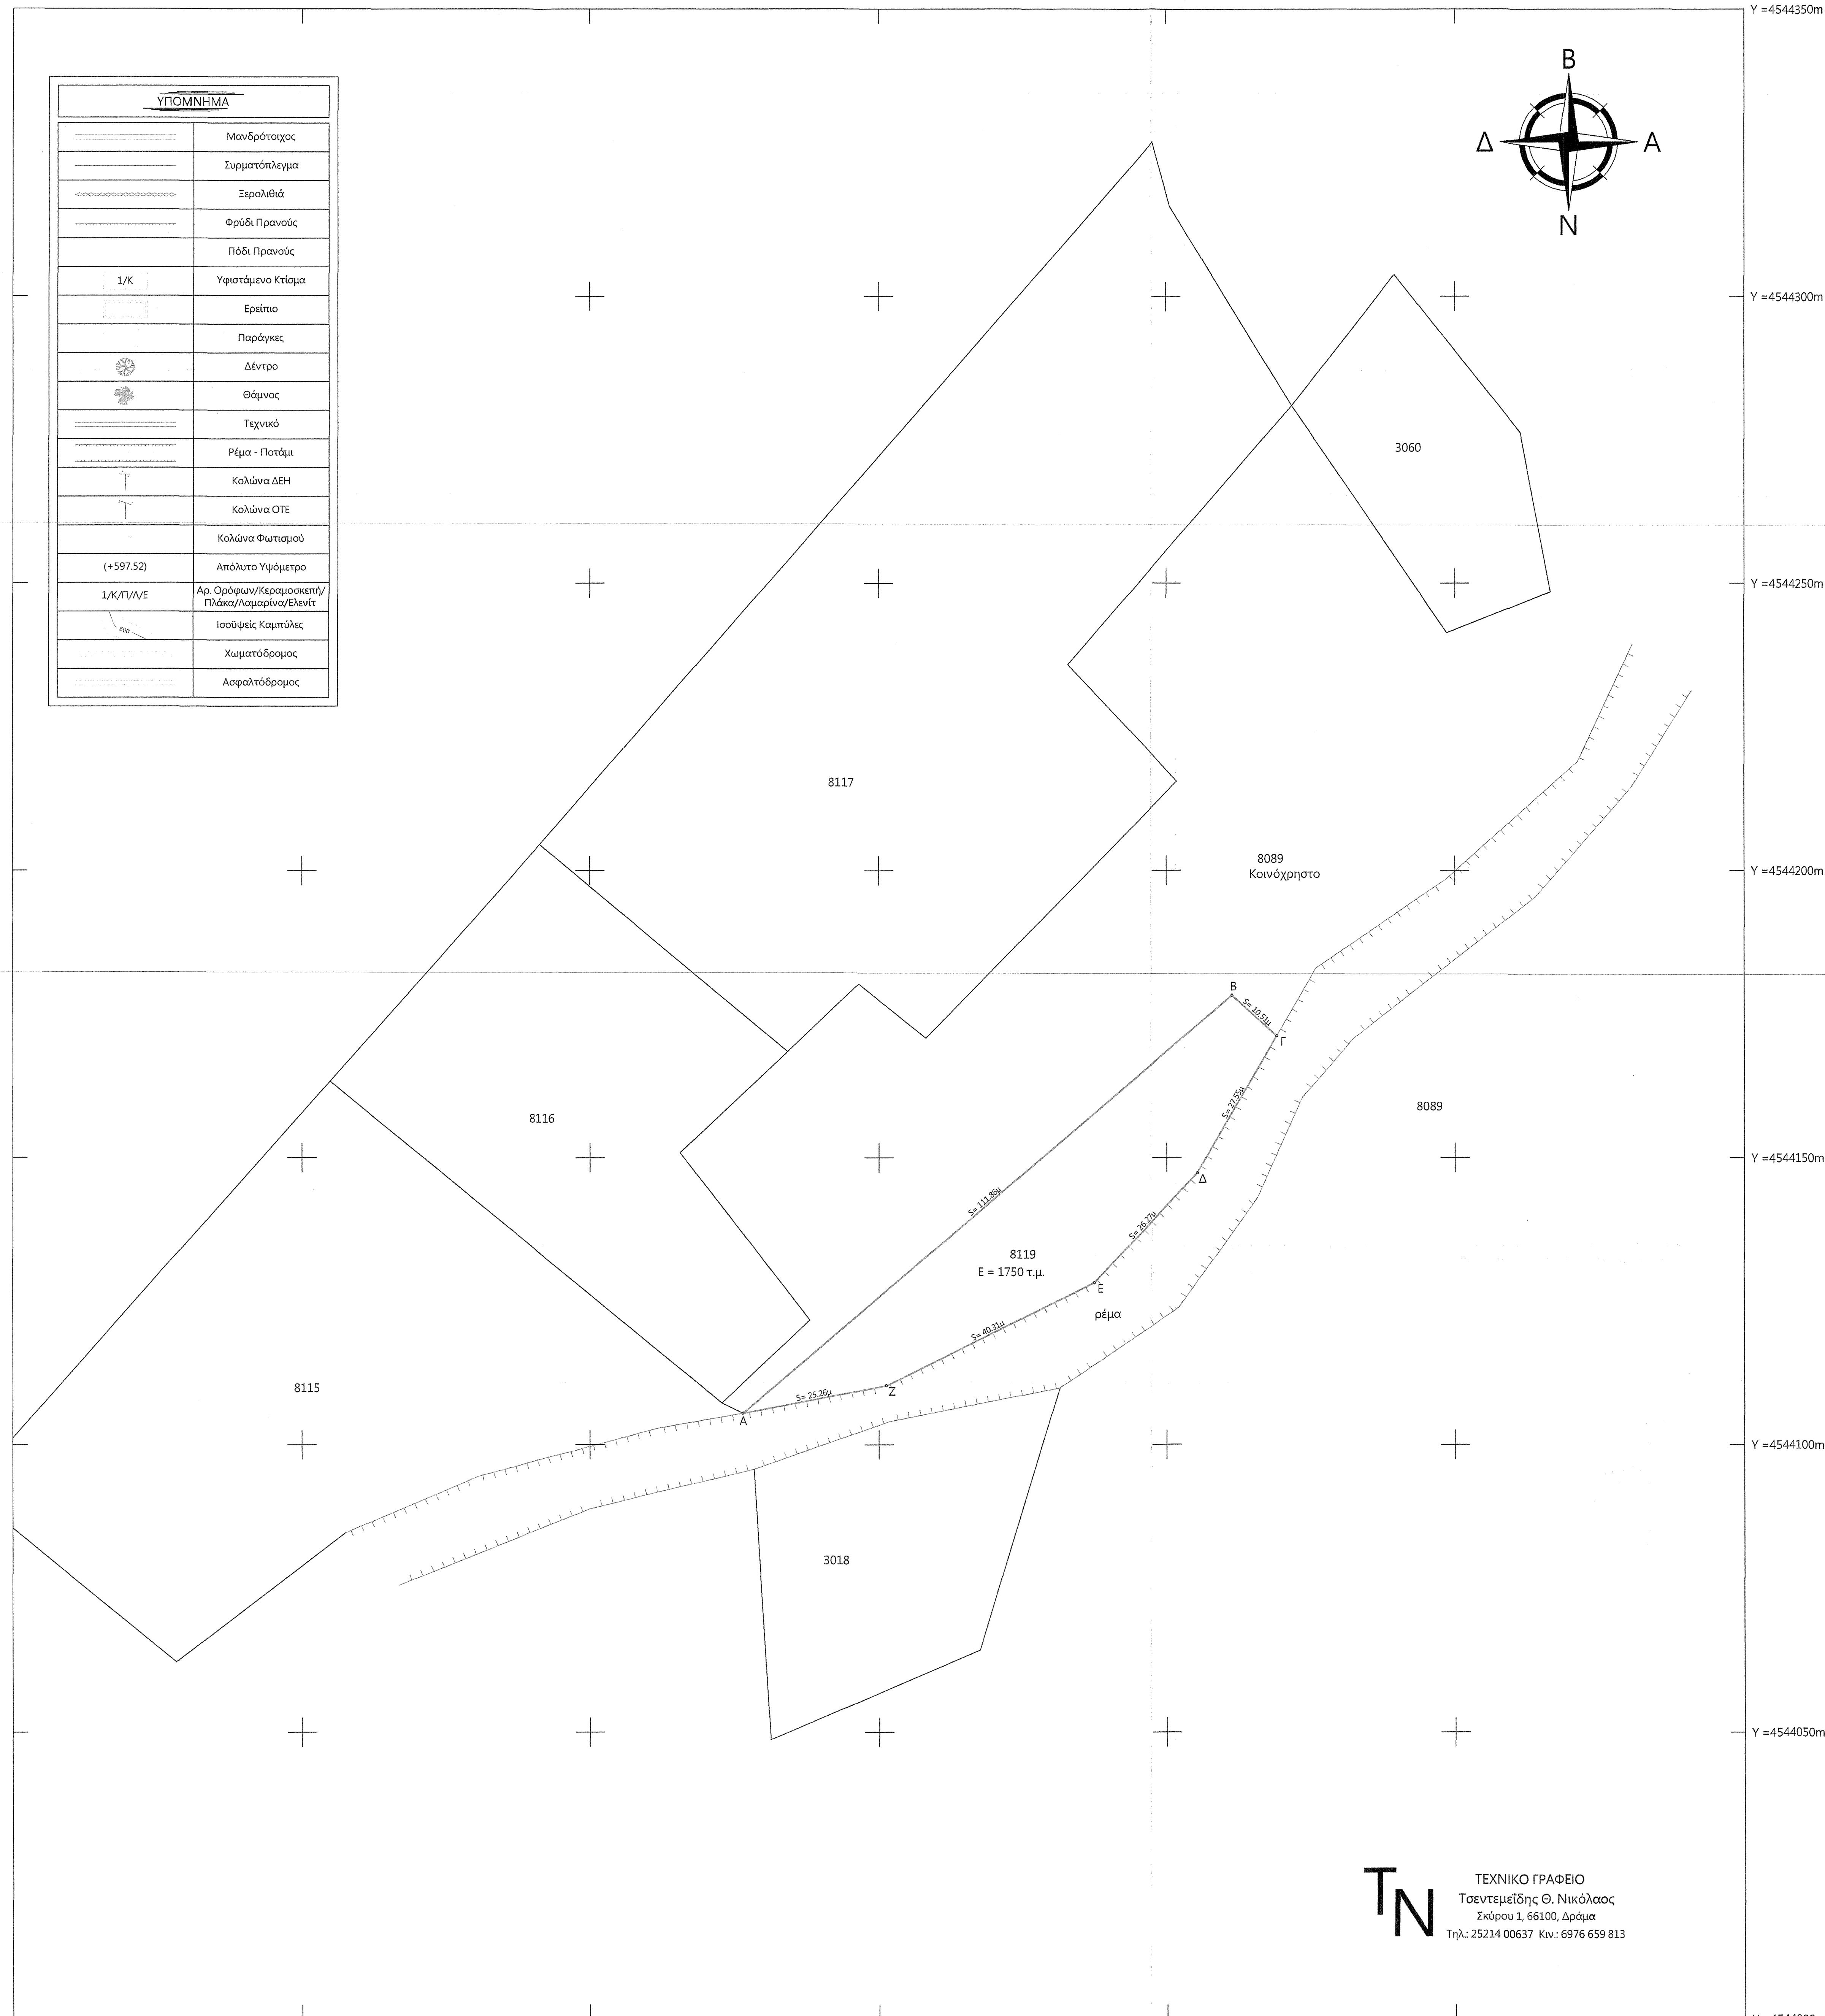 Y =4544350m
B
Δ
A
N
ΥΠΟΜΝΗΜΑ
Μανδρότοιχος
Συρματόπλεγμα
Ξερολιθιά
Φρύδι Πρανούς
Πόδι Πρανούς
1/Κ Υφιστάμενο Κτίσμα
Ερείπιο
Παράγκες
Δέντρο
Θάμνος
Τεχνικό
Ρέμα - Ποτάμι
Κολώνα ΔΕΗ
Κολώνα ΟΤΕ
Κολώνα Φωτισμού
(+597.52) Απόλυτο Υψόμετρο
1/Κ/Π/Λ/Ε Αρ. Ορόφων/Κεραμοσκεπή/
Πλάκα/Λαμαρίνα/Ελενίτ
600 Ισοϋψείς Καμπύλες
Χωματόδρομος
Ασφαλτόδρομος
Y =4544300m
3060
Y =4544250m
8117
8089
Κοινόχρηστο
Y =4544200m
B
S= 10.51μ
Γ
S= 27.55μ
8116
8089
Y =4544150m
Δ
S= 111.86μ
S= 26.27μ
8119
E = 1750 τ.μ.
E
ρέμα
S= 40.31μ
8115
S= 25.26μ
Z
A
Y =4544100m
3018
Y =4544050m
TN
ΤΕΧΝΙΚΟ ΓΡΑΦΕΙΟ
Τσεντεμεΐδης Θ. Νικόλαος
Σκύρου 1, 66100, Δράμα
Τηλ.: 25214 00637 Κιν.: 6976 659 813